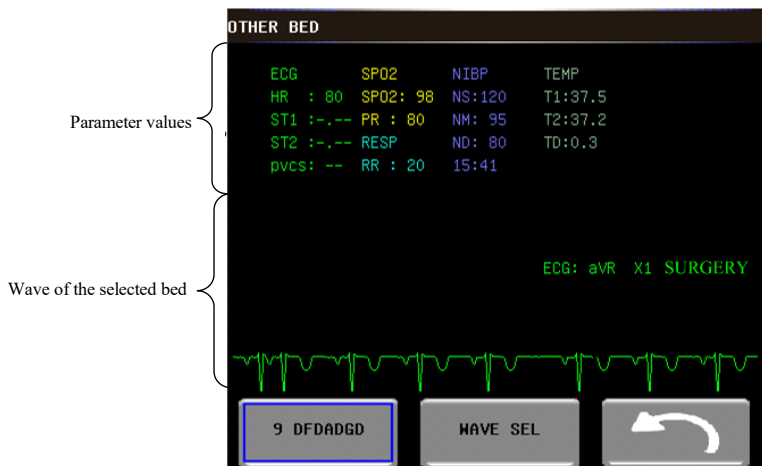 OTHER BED
ECG SPO2 NIBP TEMP
HR : 80 SPO2: 98 NS:120 T1:37.5
Parameter values
ST1 :-.-- PR : 80 NM: 95 T2:37.2
ST2 :-.-- RESP ND: 80 TD:0.3
pvcs: -- RR : 20 15:41
ECG: aVR X1 SURGERY
Wave of the selected bed
9 DFDADGD WAVE SEL